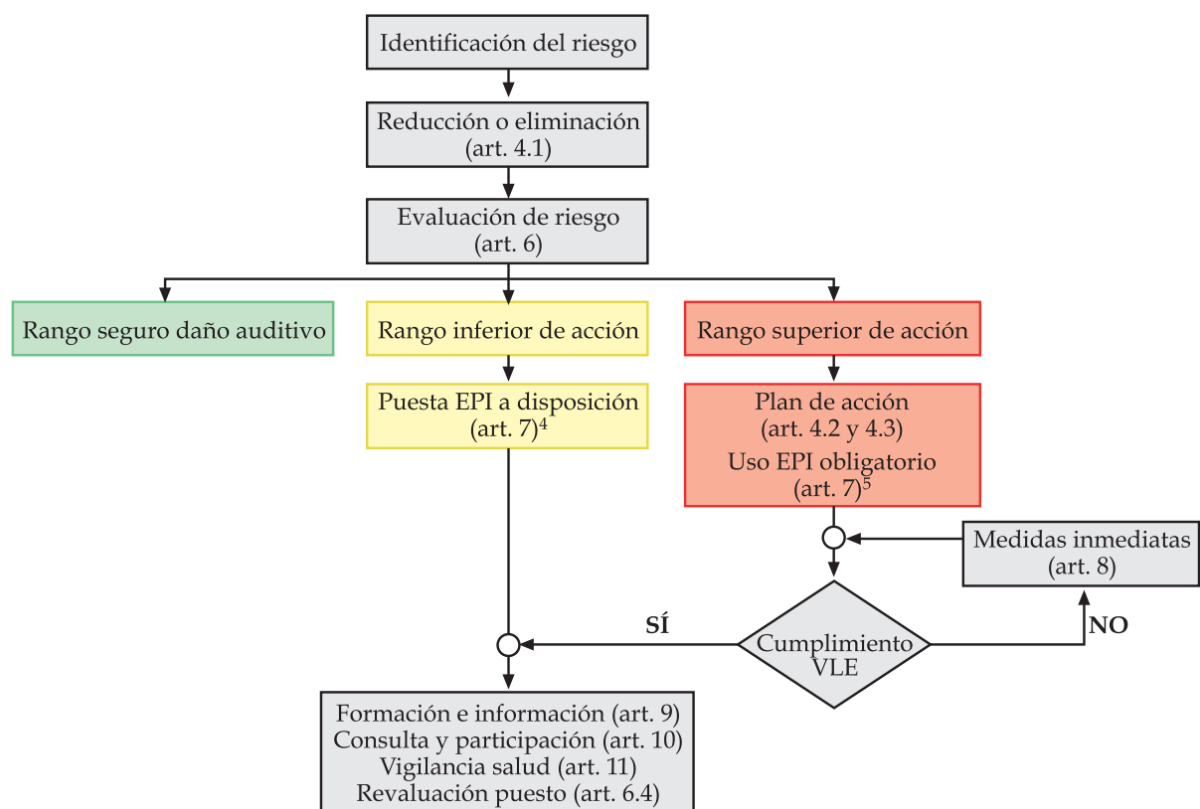 Identificación del riesgo
Reducción o eliminación
(art. 4.1)
Evaluación de riesgo
(art. 6)
Rango seguro daño auditivo
Rango inferior de acción
Rango superior de acción
Puesta EPI a disposición
(art. 7)⁴
Plan de acción
(art. 4.2 y 4.3)
Uso EPI obligatorio
(art. 7)⁵
Medidas inmediatas
(art. 8)
SÍ
NO
Cumplimiento
VLE
Formación e información (art. 9)
Consulta y participación (art. 10)
Vigilancia salud (art. 11)
Revaluación puesto (art. 6.4)